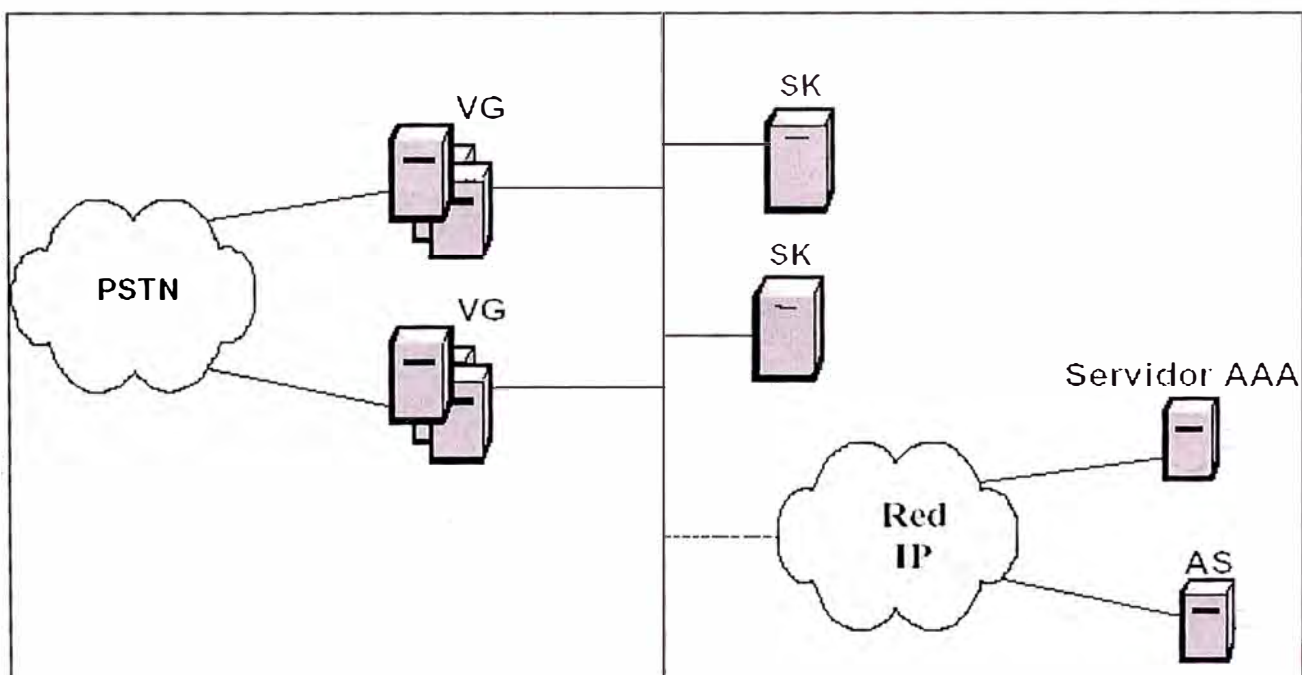 VG
SK
PSTN
VG
SK
Servidor AAA
Red
IP
AS